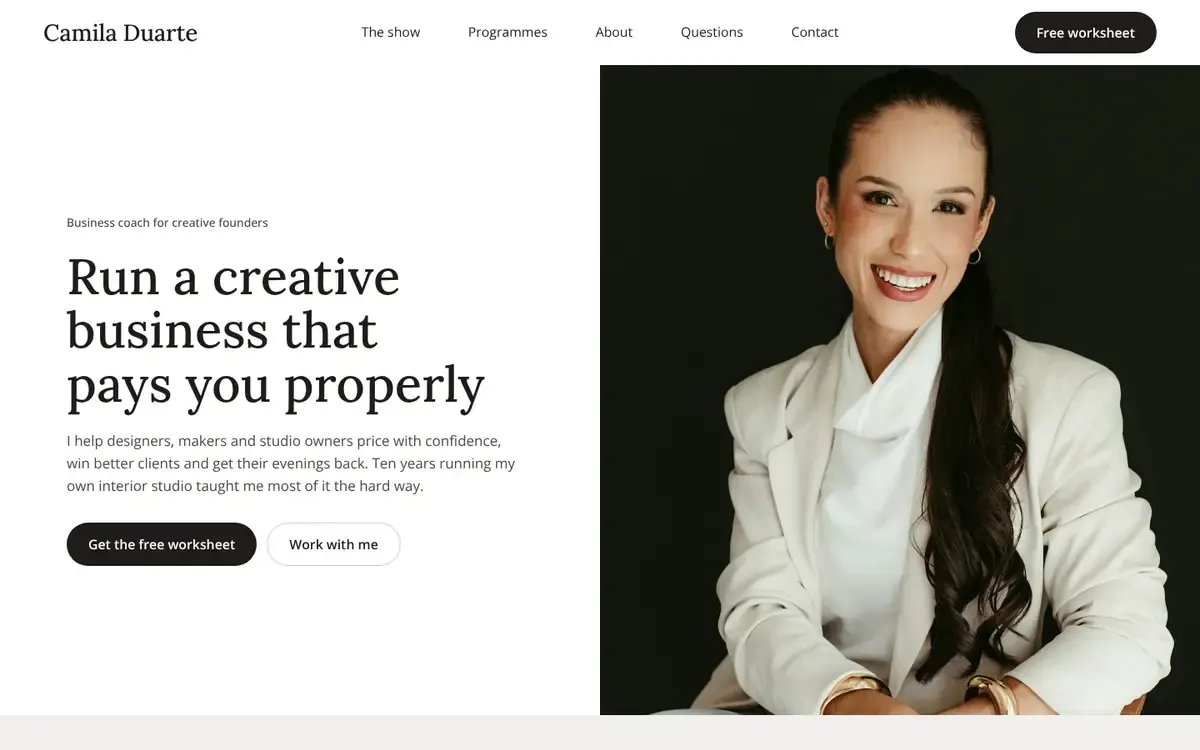 Camila Duarte
The show
Programmes
About
Questions
Contact
Free worksheet
Business coach for creative founders
Run a creative
business that
pays you properly
I help designers, makers and studio owners price with confidence,
win better clients and get their evenings back. Ten years running my
own interior studio taught me most of it the hard way.
Get the free worksheet
Work with me